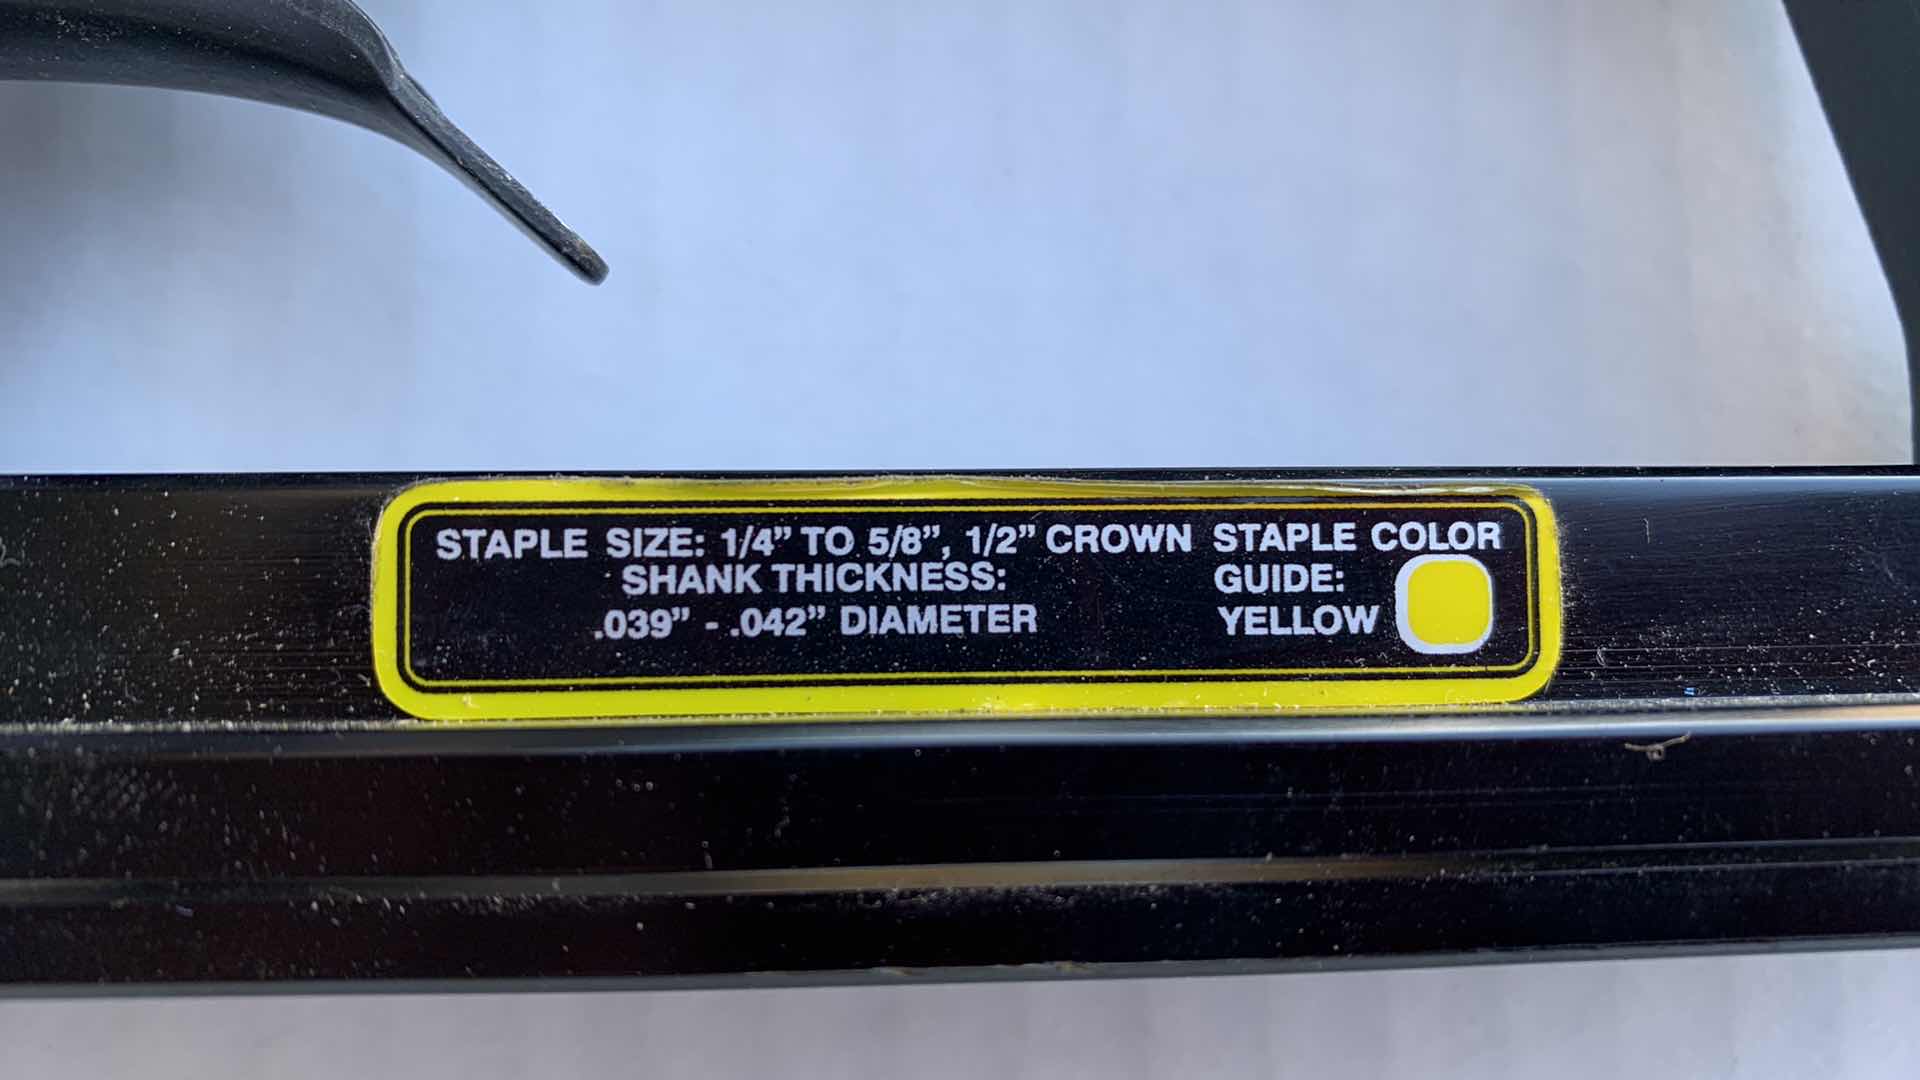 STAPLE SIZE: 1/4” TO 5/8”, 1/2” CROWN
SHANK THICKNESS:
.039” - .042” DIAMETER
STAPLE COLOR
GUIDE:
YELLOW